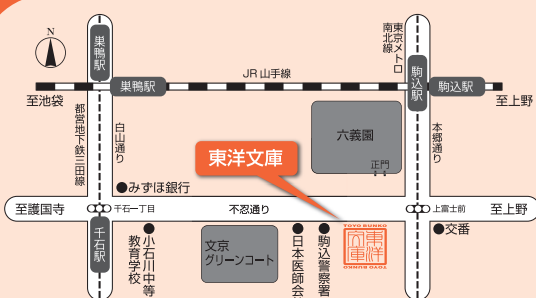 N
巣鴨駅
巣鴨駅
JR山手線
東京メトロ
南北線
駒込駅
駒込駅
至池袋
至上野
都営地下鉄三田線
白山通り
六義園
正門
本郷通り
東洋文庫
みずほ銀行
至護国寺
千石一丁目
不忍通り
上富士前
至上野
千石駅
小石川中等
教育学校
文京
グリーンコート
日本医師会
駒込警察署
TOYO BUNKO
東洋
文庫
TOYO BUNKO
交番